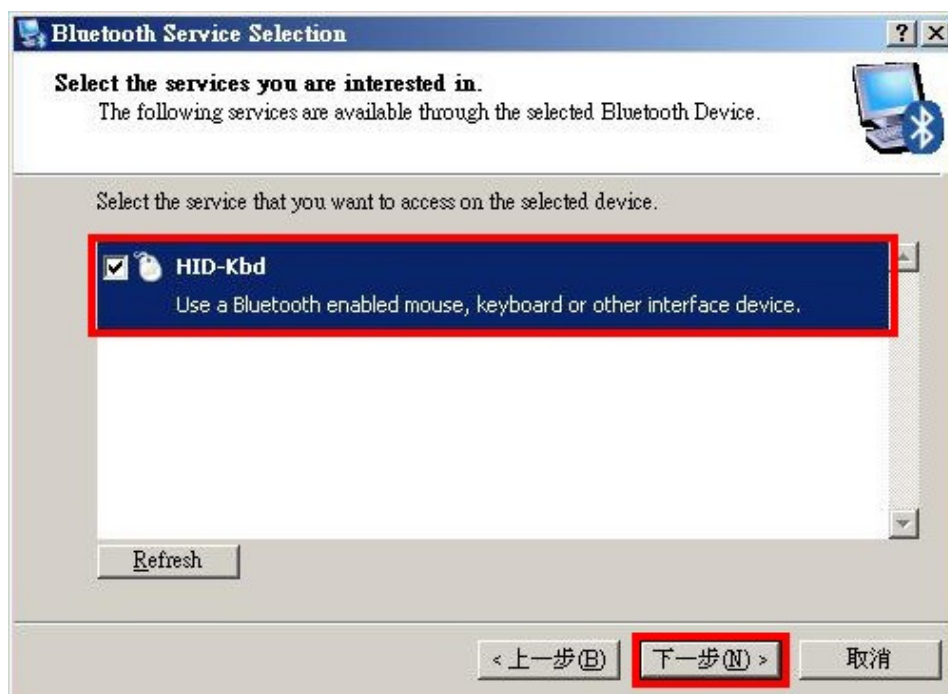 Bluetooth Service Selection
Select the services you are interested in.
The following services are available through the selected Bluetooth Device.
Select the service that you want to access on the selected device.
HID-Kbd
Use a Bluetooth enabled mouse, keyboard or other interface device.
Refresh
<上一步(B) 下一步(N)> 取消